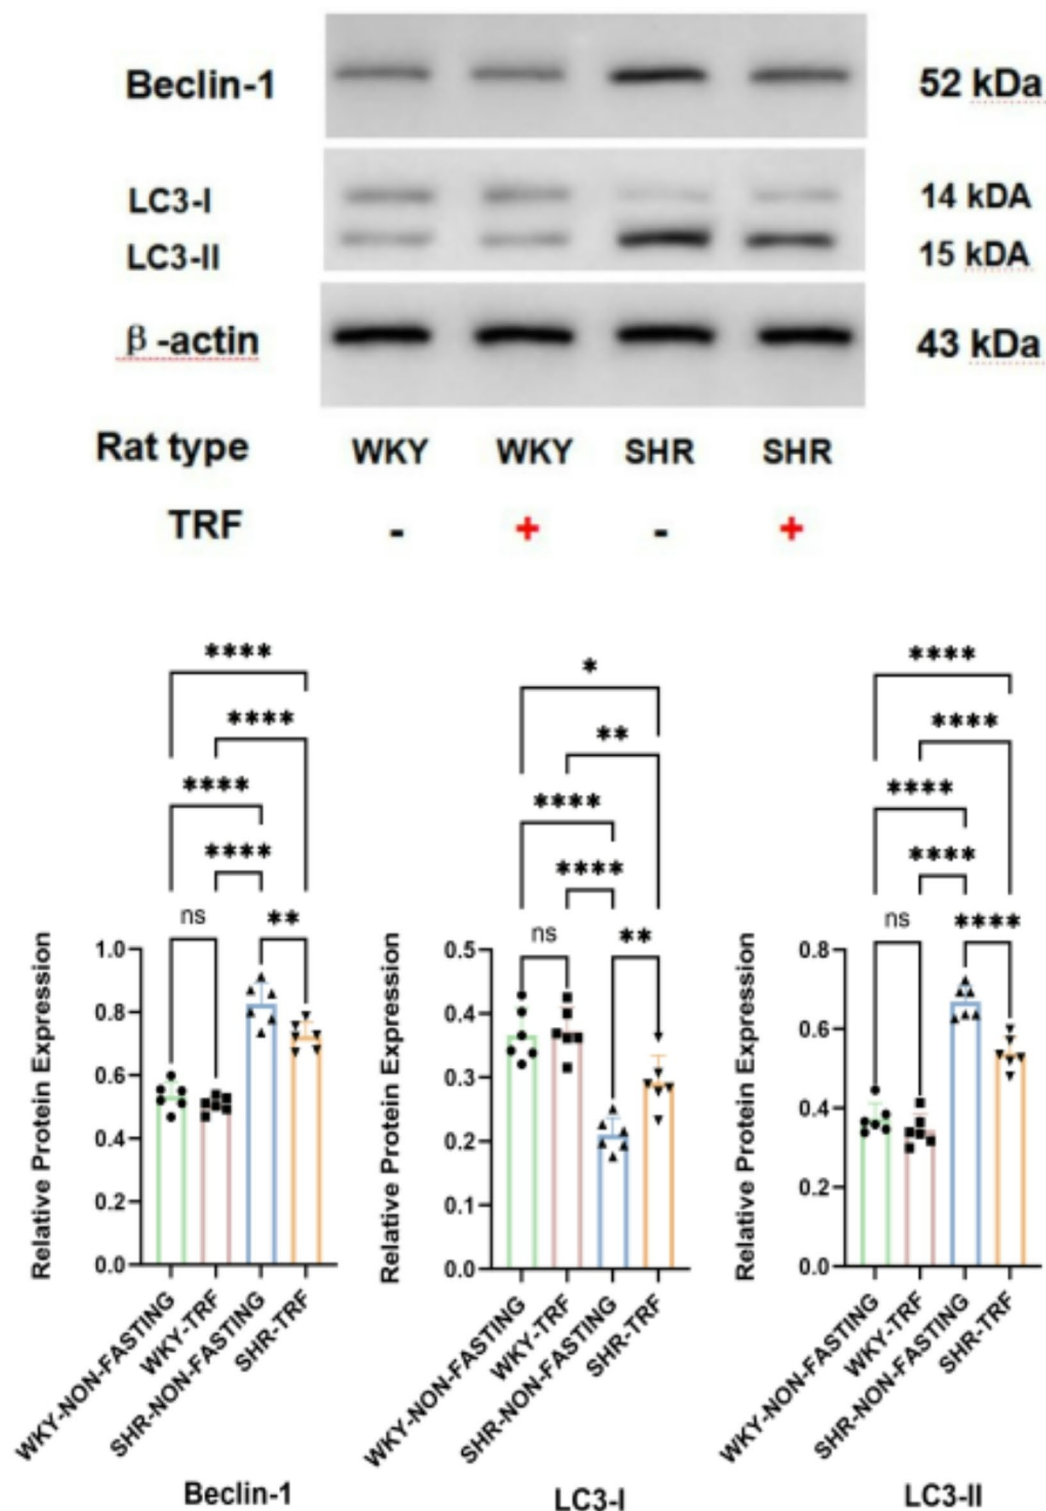 Beclin-1 52 kDa
LC3-I 14 kDA
LC3-II 15 kDA
β-actin 43 kDa
Rat type WKY WKY SHR SHR
TRF - + - +
****
****
****
****
ns **
Relative Protein Expression
1.0
0.8
0.6
0.4
0.2
0.0
WKY-NON-FASTING
WKY-TRF
SHR-NON-FASTING
SHR-TRF
Beclin-1
*
**
****
****
ns **
Relative Protein Expression
0.5
0.4
0.3
0.2
0.1
0.0
WKY-NON-FASTING
WKY-TRF
SHR-NON-FASTING
SHR-TRF
LC3-I
****
****
****
****
ns ****
Relative Protein Expression
0.8
0.6
0.4
0.2
0.0
WKY-NON-FASTING
WKY-TRF
SHR-NON-FASTING
SHR-TRF
LC3-II